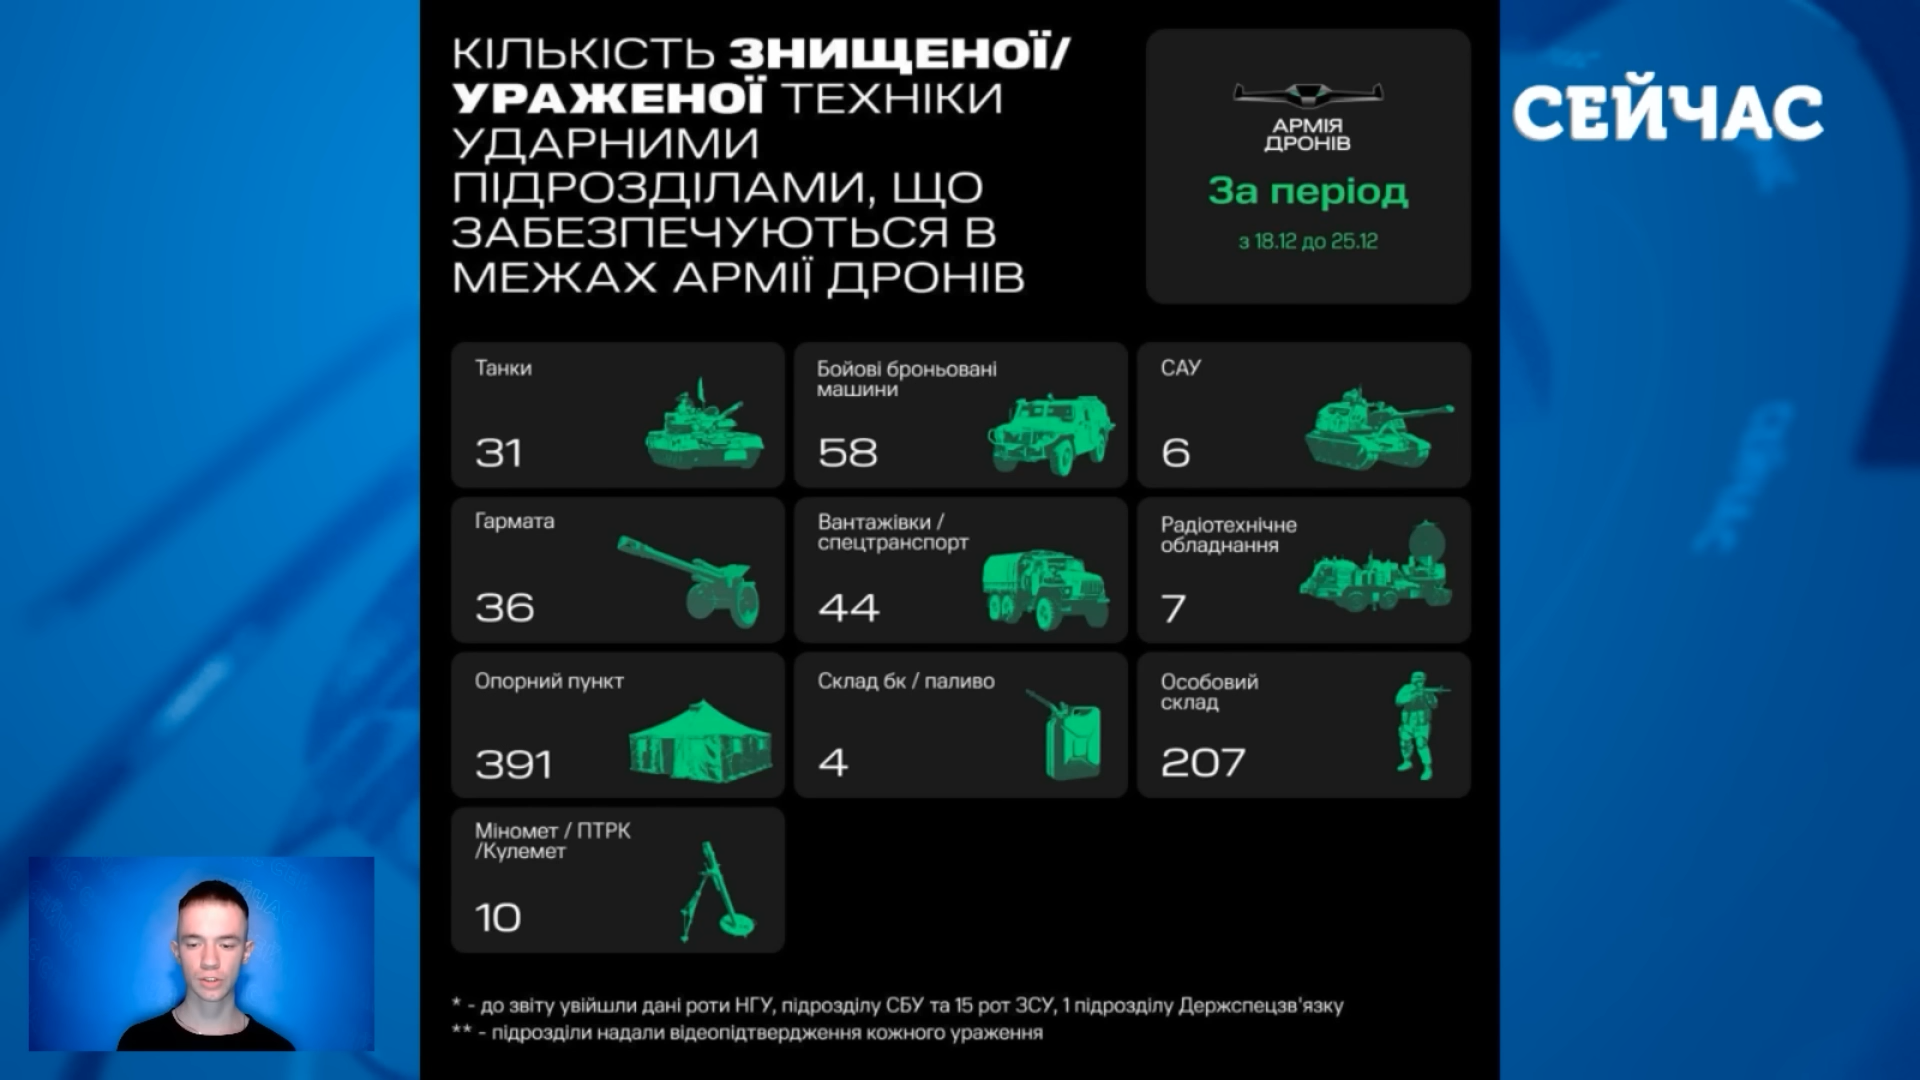 КІЛЬКІСТЬ ЗНИЩЕНОЇ/
УРАЖЕНОЇ ТЕХНІКИ
УДАРНИМИ
ПІДРОЗДІЛАМИ, ЩО
ЗАБЕЗПЕЧУЮТЬСЯ В
МЕЖАХ АРМІЇ ДРОНІВ
АРМІЯ
ДРОНІВ
За період
з 18.12 до 25.12
СЕЙЧАС
Танки
31
Бойові броньовані
машини
58
САУ
6
Гармата
36
Вантажівки /
спецтранспорт
44
Радіотехнічне
обладнання
7
Опорний пункт
391
Склад бк / паливо
4
Особовий
склад
207
Міномет / ПТРК
/Кулемет
10
* - до звіту увійшли дані роти НГУ, підрозділу СБУ та 15 рот ЗСУ, 1 підрозділу Держспецзв'язку
** - підрозділи надали відеопідтвердження кожного ураження